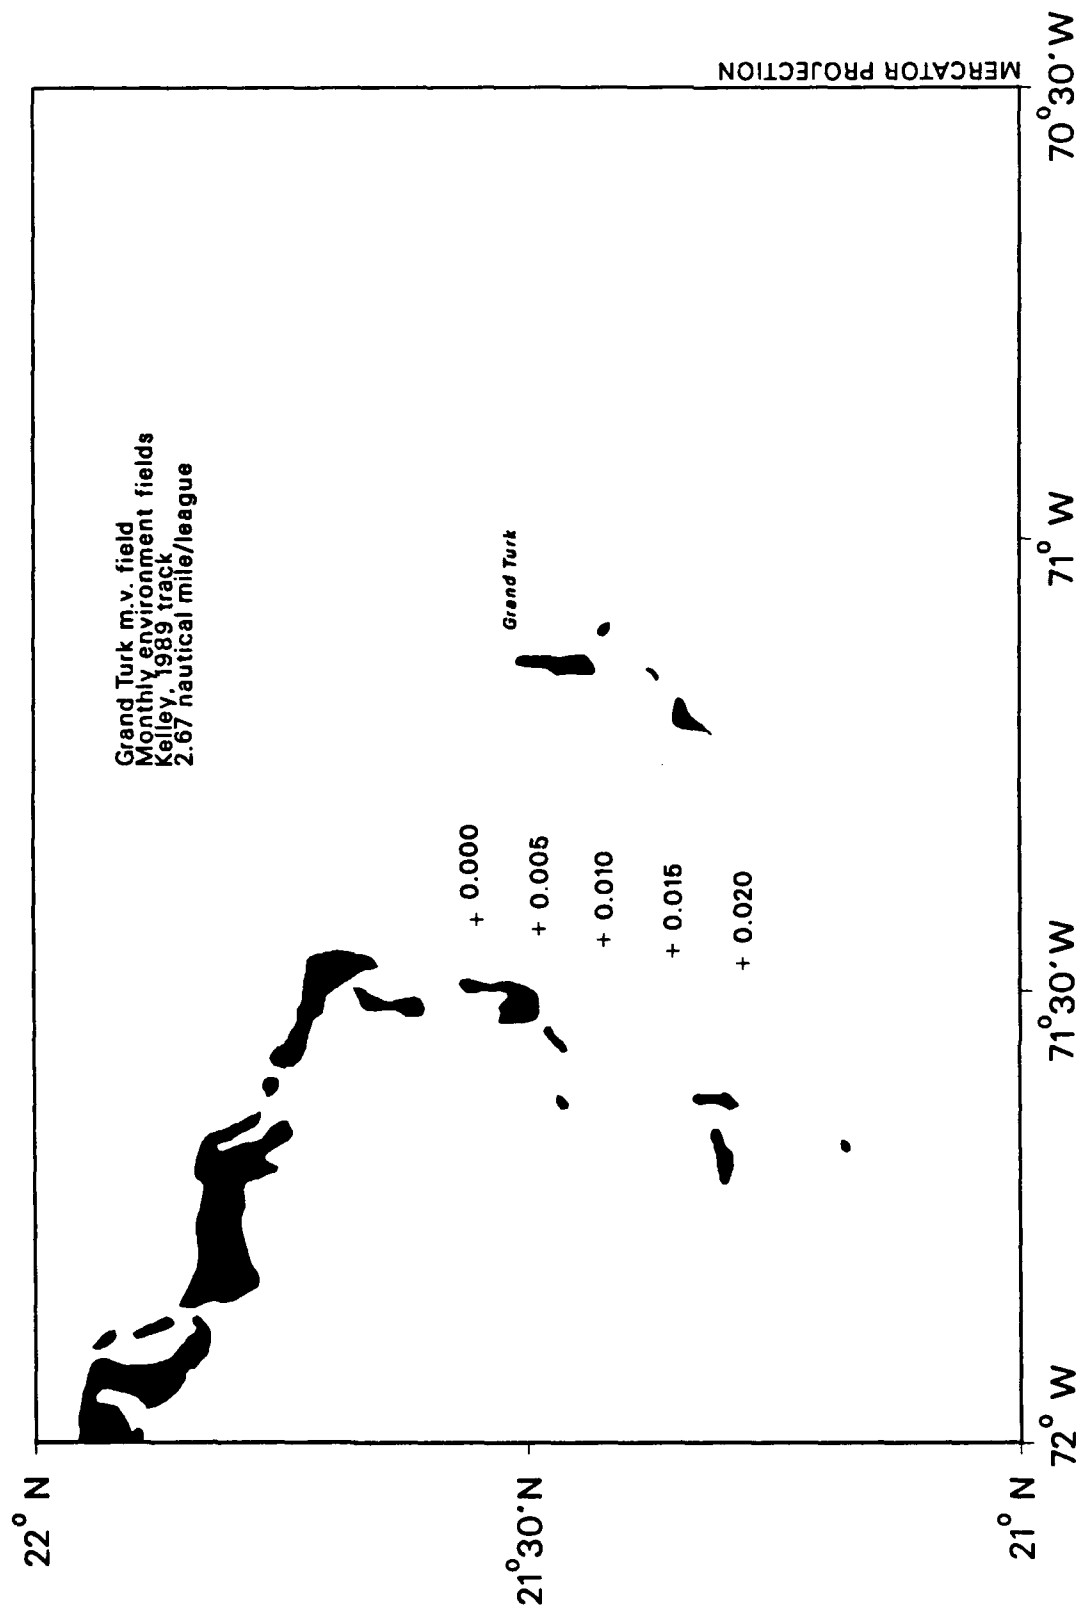 Grand Turk m.v. field
Monthly environment fields
Kelley, 1989 track
2.67 nautical mile/league
Grand Turk
+ 0.000
+ 0.005
+ 0.010
+ 0.015
+ 0.020
22° N
21°30'N
21° N
72° W
71°30'W
71° W
70°30'W
MERCATOR PROJECTION